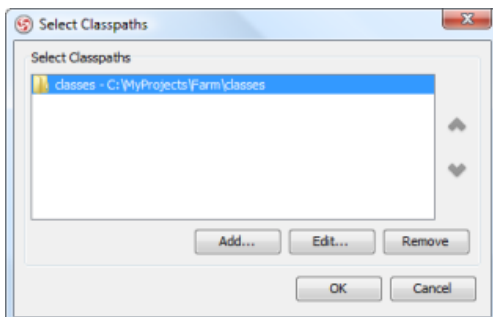 Select Classpaths
Select Classpaths
classes - C:\MyProjects\Farm\classes
Add...
Edit...
Remove
OK
Cancel